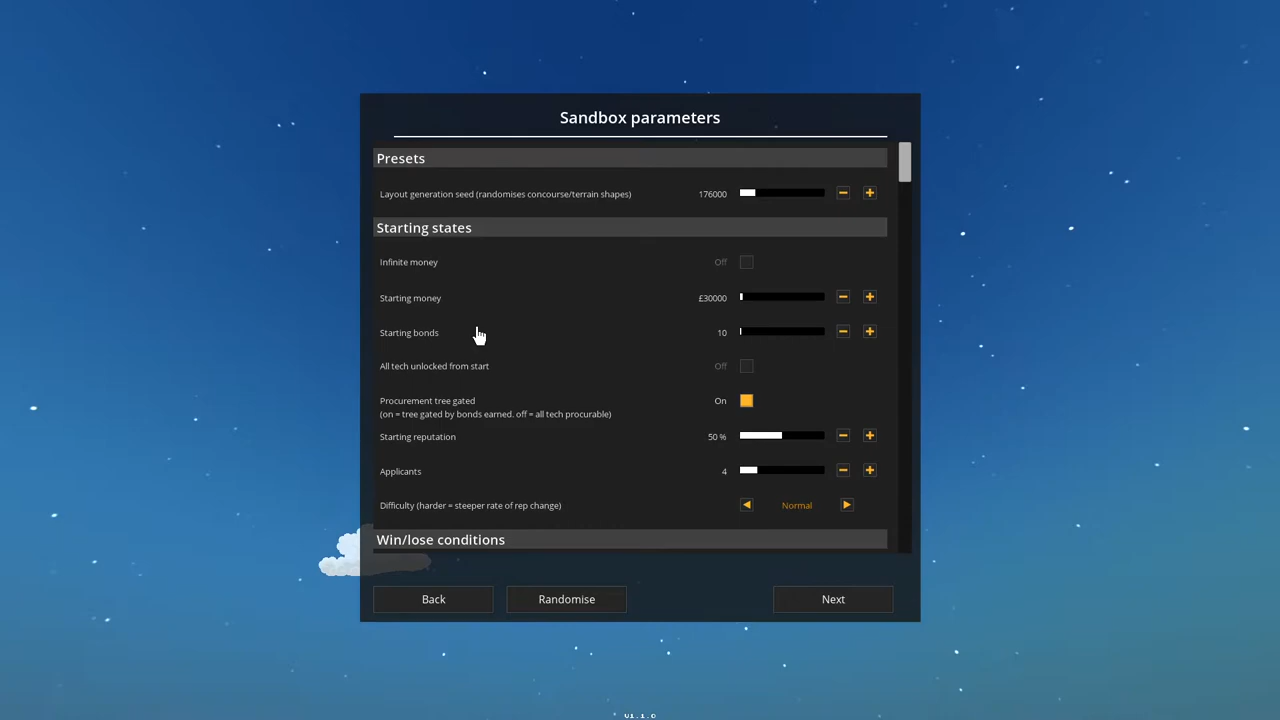 Sandbox parameters
Presets
Layout generation seed (randomises concourse/terrain shapes) 176000
Starting states
Infinite money Off
Starting money £30000
Starting bonds 10
All tech unlocked from start Off
Procurement tree gated On
(on = tree gated by bonds earned. off = all tech procurable)
Starting reputation 50 %
Applicants 4
Difficulty (harder = steeper rate of rep change) Normal
Win/lose conditions
Back Randomise Next
v1.1.0